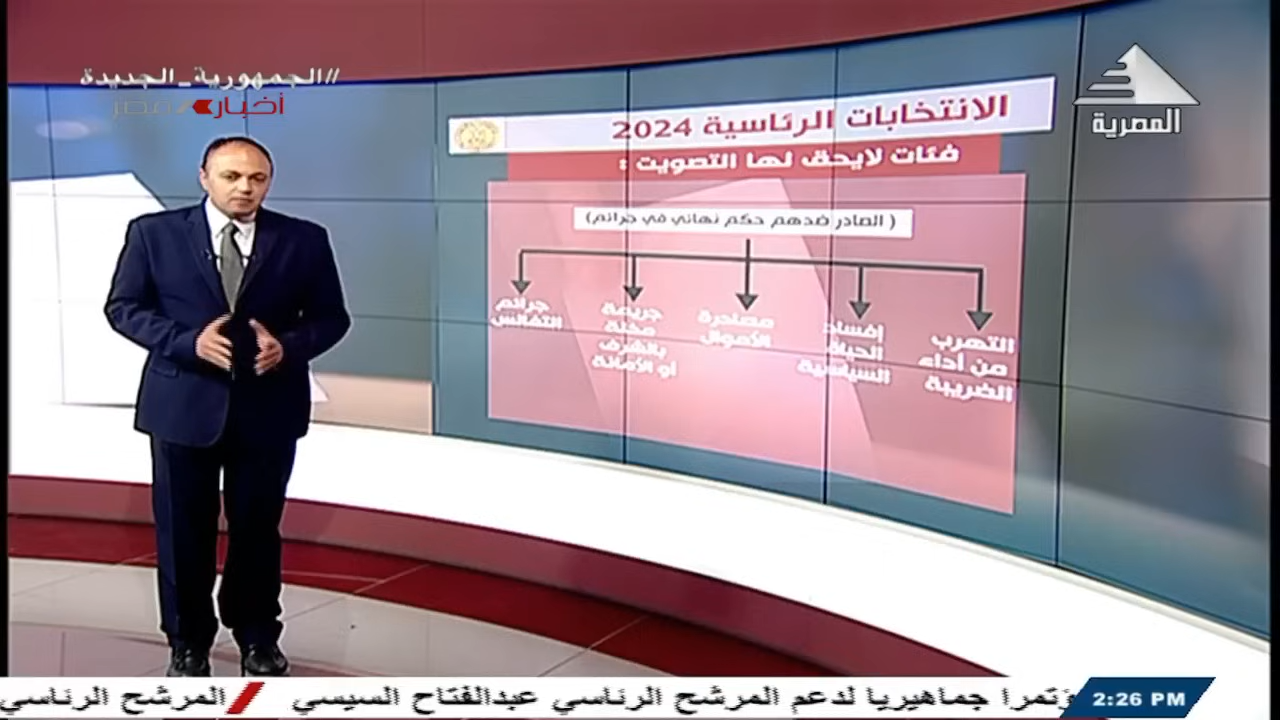 //الجمهورية_الجديدة
أخبار مصر
المصرية
الانتخابات الرئاسية 2024
فئات لايحق لها التصويت :
( الصادر ضدهم حكم نهائي في جرائم)
التهرب
من أداء
الضريبة
إفساد
الحياة
السياسية
مصادرة
الأموال
جريمة
مخلة
بالشرف
او الأمانة
جرائم
التفالس
2:26 PM
تمرا جماهيريا لدعم المرشح الرئاسي عبدالفتاح السيسي // المرشح الرئاسي